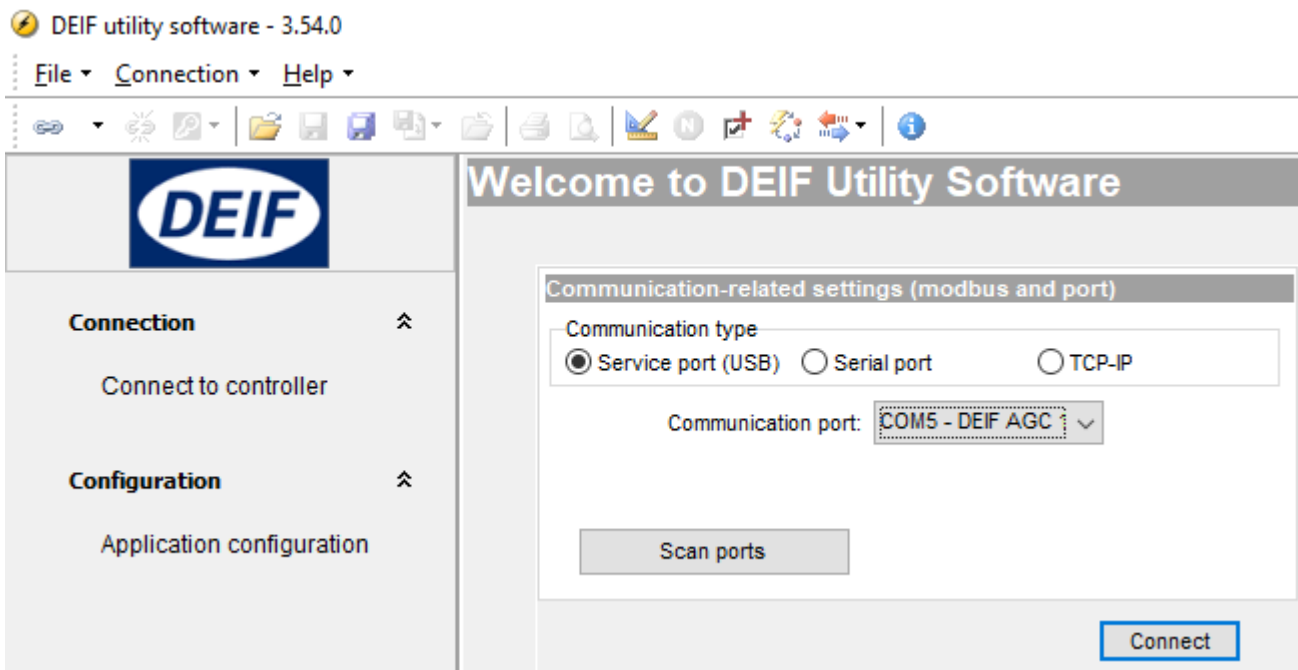 DEIF utility software - 3.54.0
File Connection Help
N i
DEIF
Welcome to DEIF Utility Software
Communication-related settings (modbus and port)
Connection
Communication type
Service port (USB) Serial port TCP-IP
Connect to controller
Communication port: COM5 - DEIF AGC
Configuration
Application configuration
Scan ports
Connect